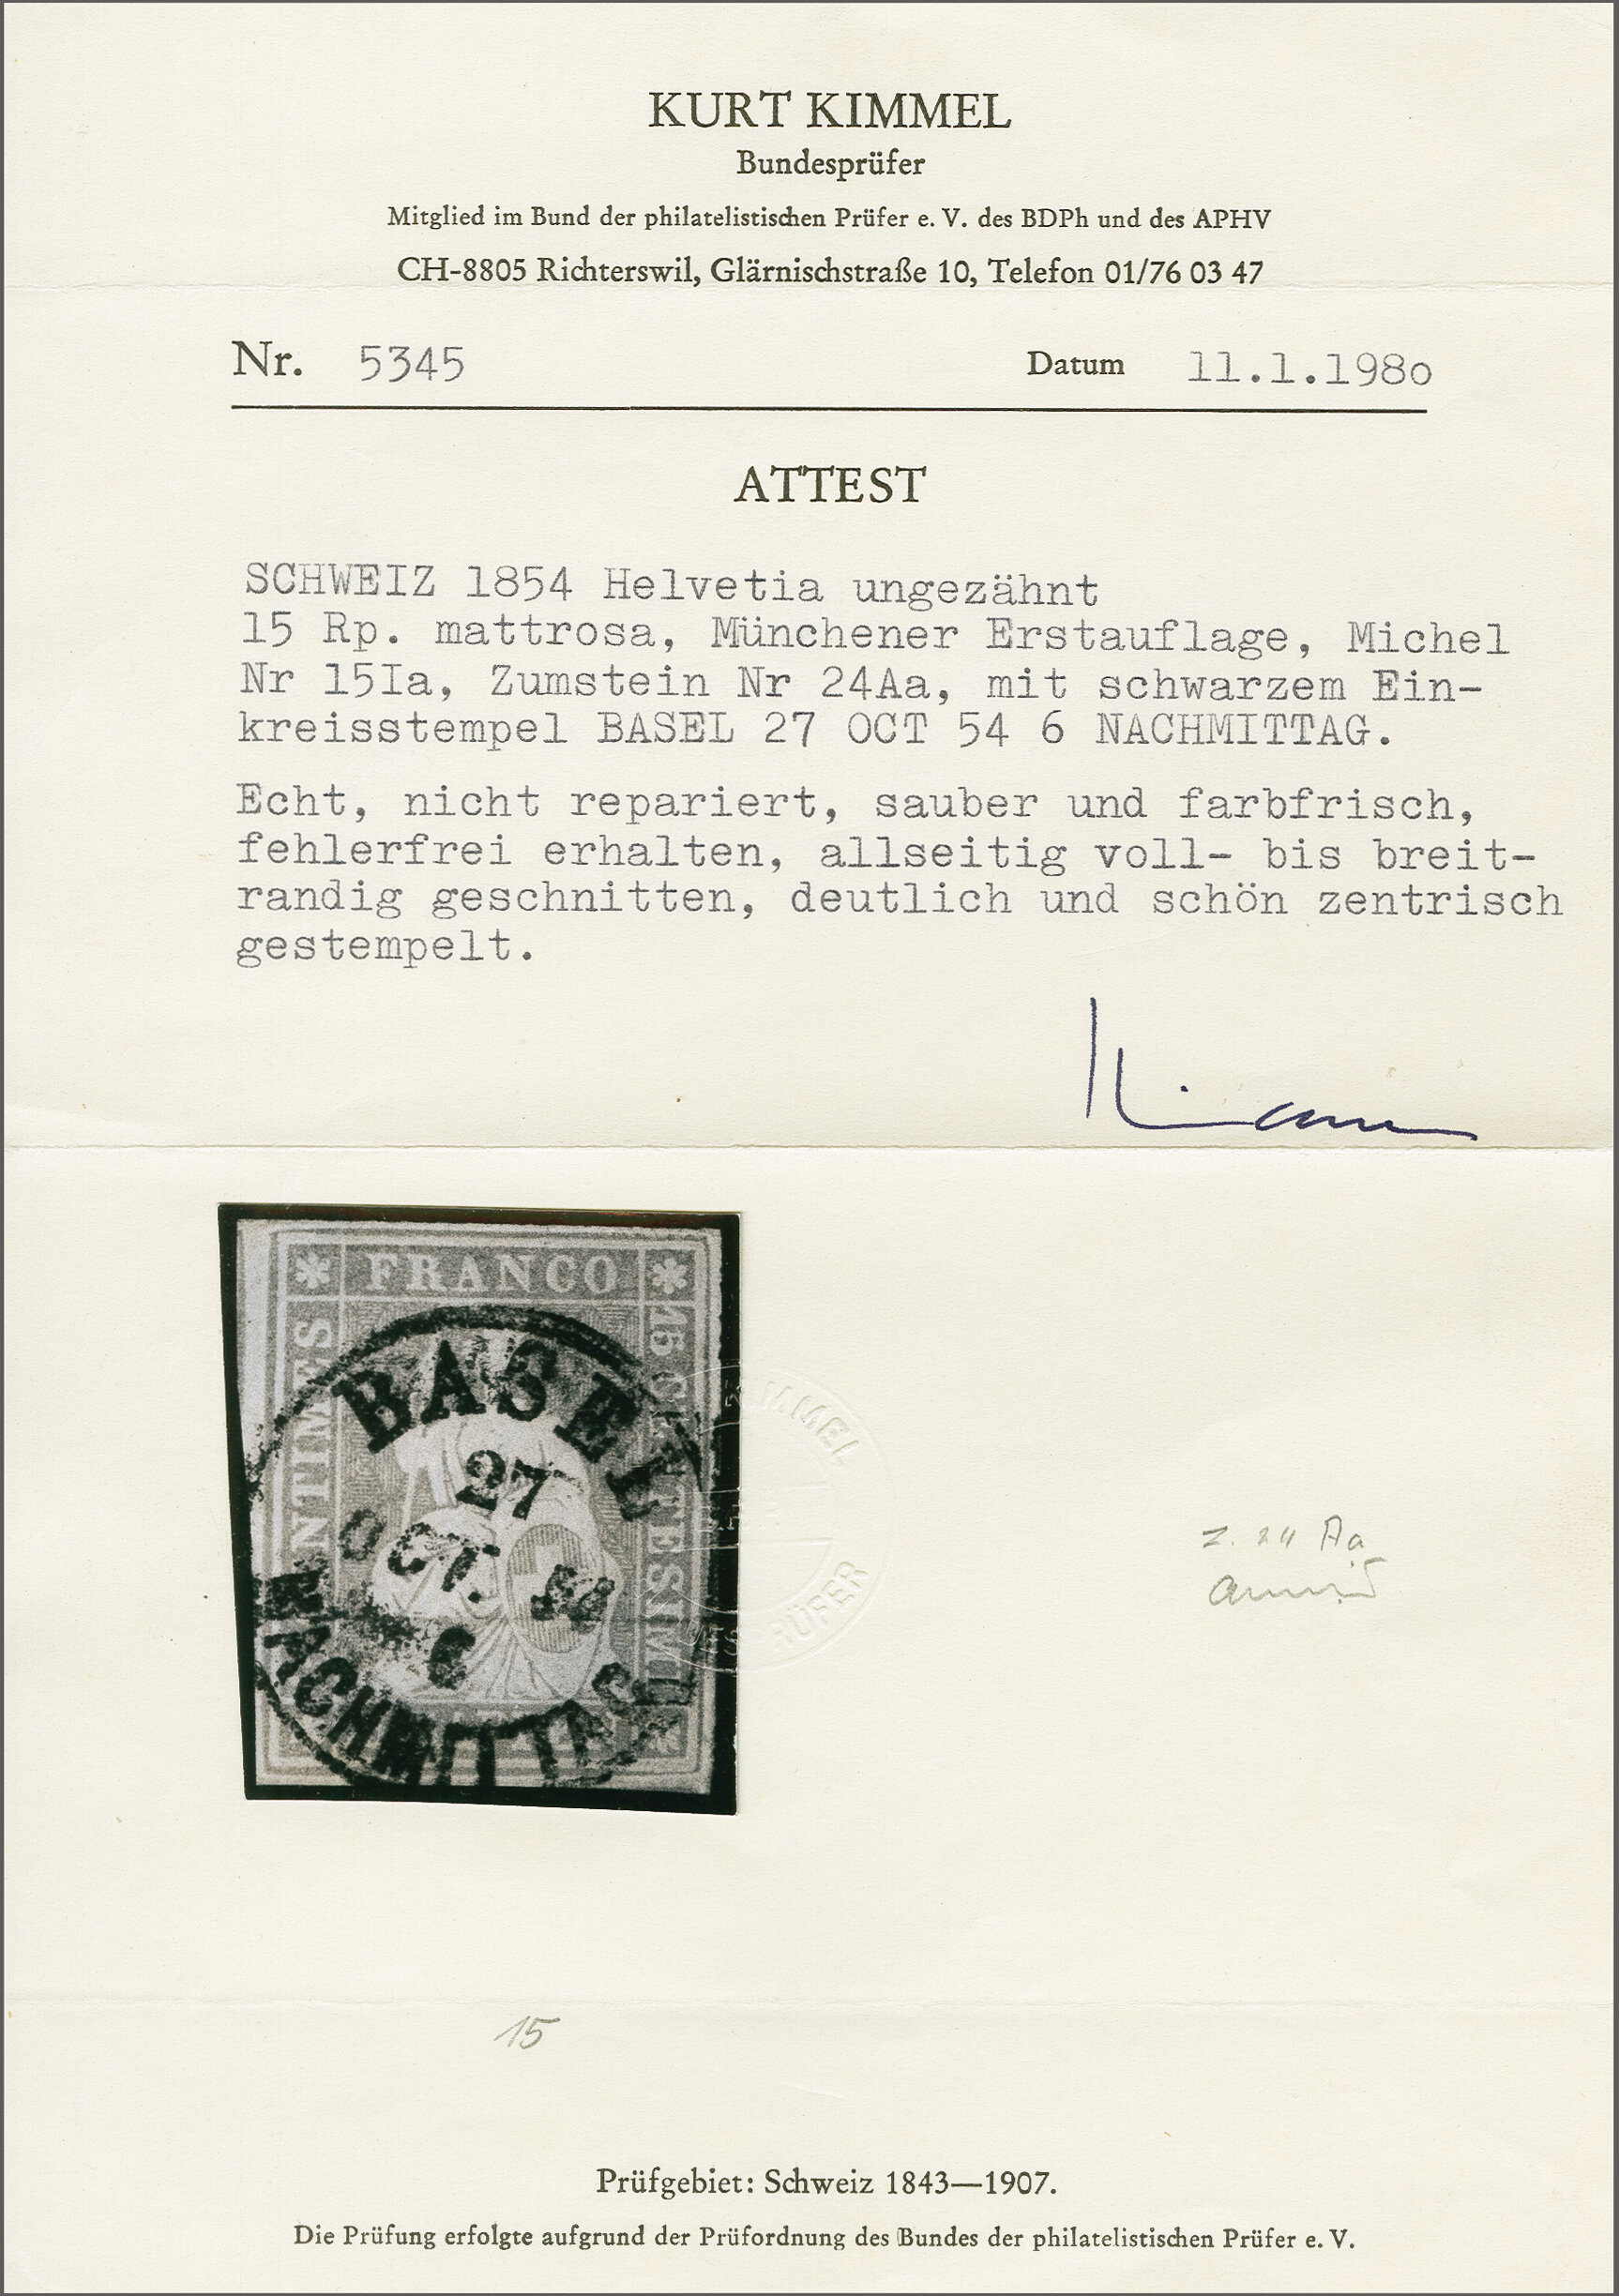 KURT KIMMEL
Bundesprüfer
Mitglied im Bund der philatelistischen Prüfer e. V. des BDPh und des APHV
CH-8805 Richterswil, Glärnischstraße 10, Telefon 01/76 03 47
Nr. 5345 Datum 11.1.198o
ATTEST
SCHWEIZ 1854 Helvetia ungezähnt
15 Rp. mattrosa, Münchener Erstauflage, Michel
Nr 15Ia, Zumstein Nr 24Aa, mit schwarzem Ein-
kreisstempel BASEL 27 OCT 54 6 NACHMITTAG.
Echt, nicht repariert, sauber und farbfrisch,
fehlerfrei erhalten, allseitig voll- bis breit-
randig geschnitten, deutlich und schön zentrisch
gestempelt.
FRANCO
15
BASEL
27
OCT. 54
6
NACHMITTAG
PRÜFER
z. 24 Aa
15
Prüfgebiet: Schweiz 1843—1907.
Die Prüfung erfolgte aufgrund der Prüfordnung des Bundes der philatelistischen Prüfer e. V.